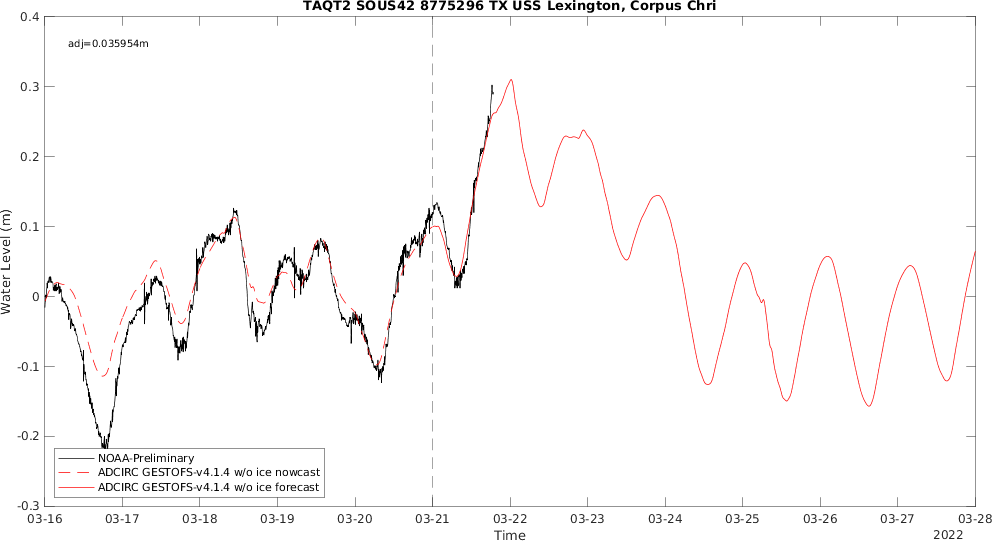 TAQT2 SOUS42 8775296 TX USS Lexington, Corpus Chri
adj=0.035954m
0.4
0.3
0.2
0.1
0
-0.1
-0.2
-0.3
Water Level (m)
NOAA-Preliminary
ADCIRC GESTOFS-v4.1.4 w/o ice nowcast
ADCIRC GESTOFS-v4.1.4 w/o ice forecast
03-16 03-17 03-18 03-19 03-20 03-21 03-22 03-23 03-24 03-25 03-26 03-27 03-28
Time
2022